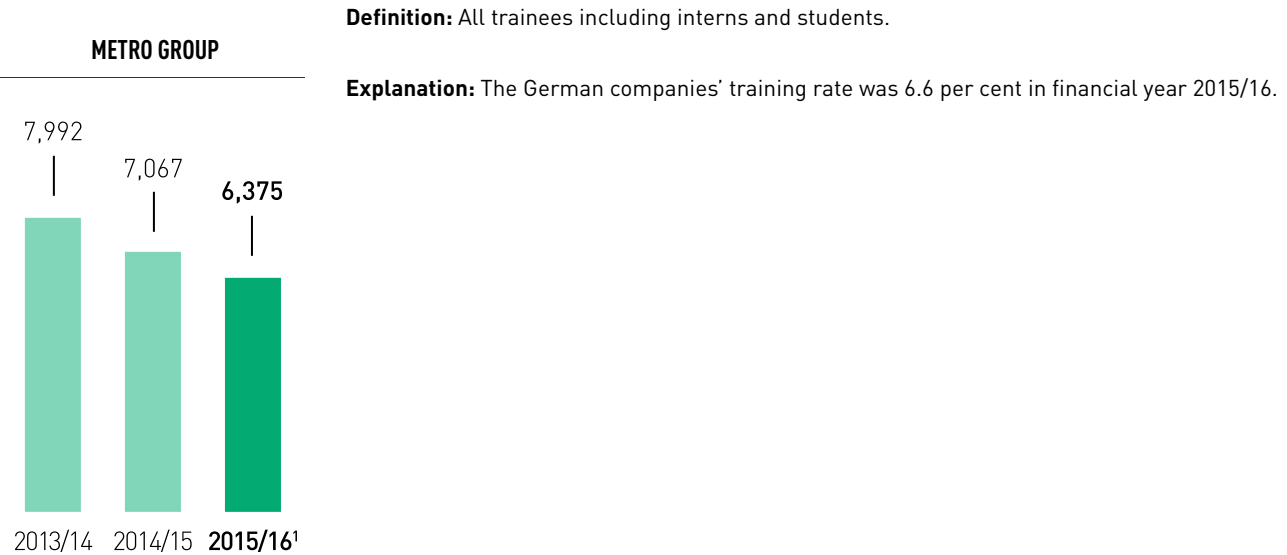 METRO GROUP
7,992
7,067
6,375
2013/14 2014/15 2015/16¹
Definition: All trainees including interns and students.
Explanation: The German companies’ training rate was 6.6 per cent in financial year 2015/16.